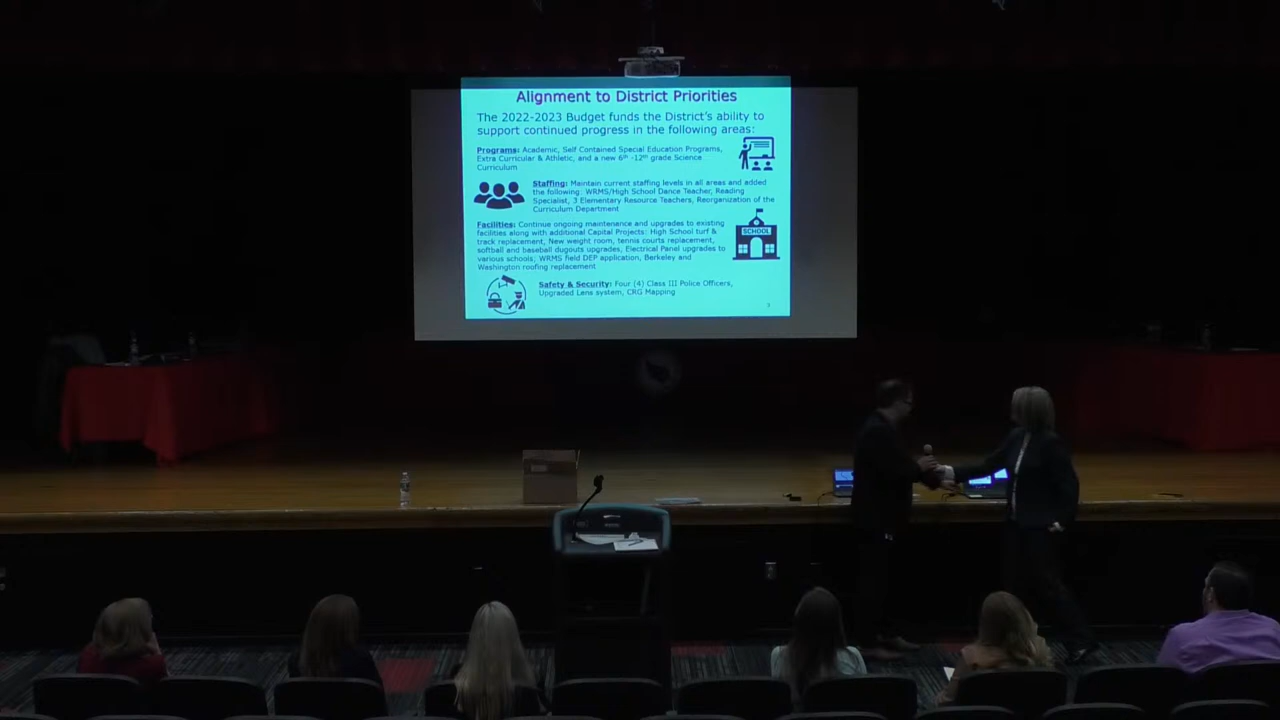 Alignment to District Priorities
The 2022-2023 Budget funds the District's ability to
support continued progress in the following areas:
Programs: Academic, Self Contained Special Education Programs,
Extra Curricular & Athletic, and a new 6th -12th grade Science
Curriculum
Staffing: Maintain current staffing levels in all areas and added
the following: WRMS/High School Dance Teacher, Reading
Specialist, 3 Elementary Resource Teachers, Reorganization of the
Curriculum Department
Facilities: Continue ongoing maintenance and upgrades to existing
facilities along with additional Capital Projects: High School turf &
track replacement, New weight room, tennis courts replacement,
softball and baseball dugouts upgrades, Electrical Panel upgrades to
various schools; WRMS field DEP application, Berkeley and
Washington roofing replacement
SCHOOL
Safety & Security: Four (4) Class III Police Officers,
Upgraded Lens system, CRG Mapping